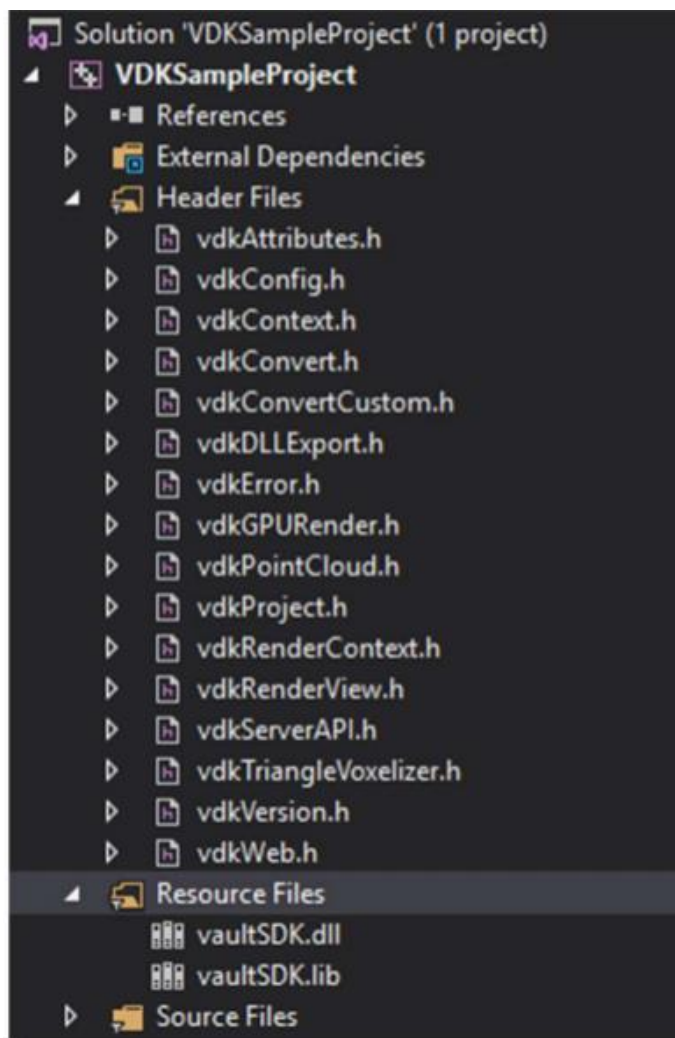 Solution 'VDKSampleProject' (1 project)
VDKSampleProject
References
External Dependencies
Header Files
vdkAttributes.h
vdkConfig.h
vdkContext.h
vdkConvert.h
vdkConvertCustom.h
vdkDLLExport.h
vdkError.h
vdkGPURender.h
vdkPointCloud.h
vdkProject.h
vdkRenderContext.h
vdkRenderView.h
vdkServerAPI.h
vdkTriangleVoxelizer.h
vdkVersion.h
vdkWeb.h
Resource Files
vaultSDK.dll
vaultSDK.lib
Source Files